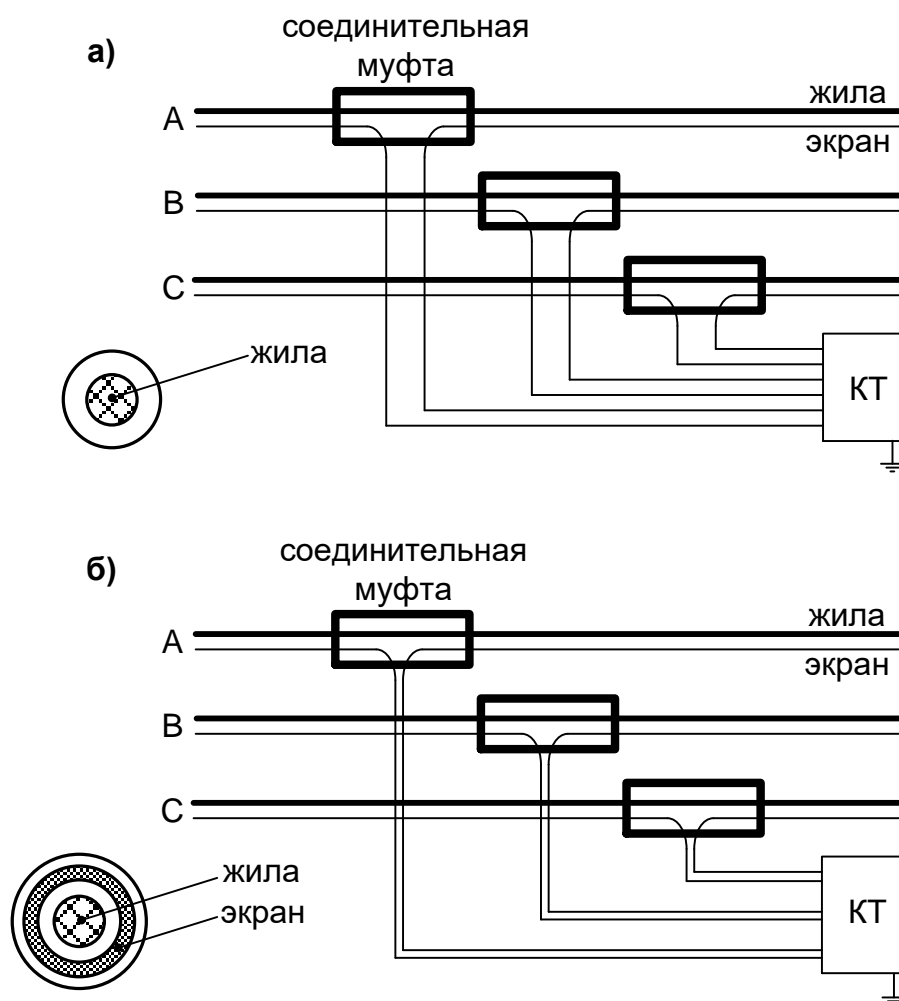 а)
соединительная
муфта
жила
А
экран
В
С
жила
КТ
б)
соединительная
муфта
жила
А
экран
В
С
жила
экран
КТ